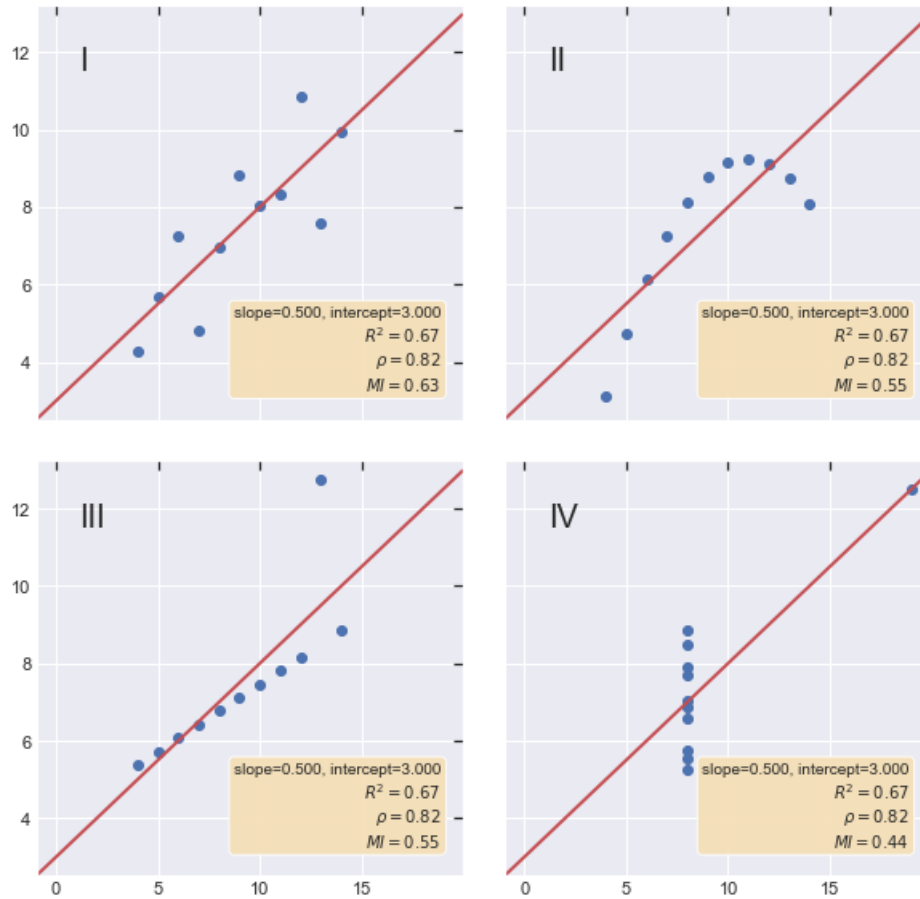 I
12
10
8
6
4
slope=0.500, intercept=3.000
R² = 0.67
ρ = 0.82
MI = 0.63
II
slope=0.500, intercept=3.000
R² = 0.67
ρ = 0.82
MI = 0.55
III
12
10
8
6
4
slope=0.500, intercept=3.000
R² = 0.67
ρ = 0.82
MI = 0.55
0 5 10 15
IV
slope=0.500, intercept=3.000
R² = 0.67
ρ = 0.82
MI = 0.44
0 5 10 15